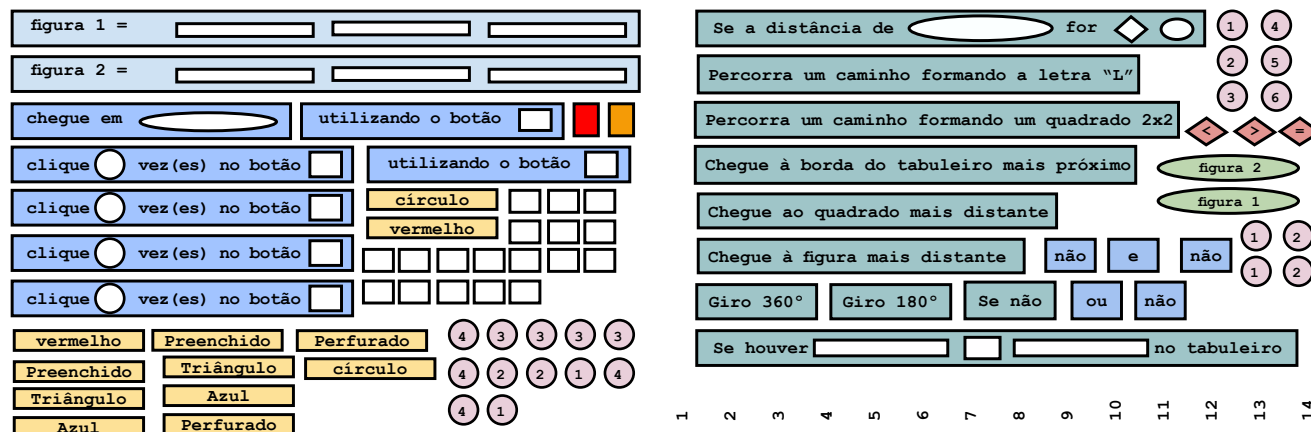 figura 1 =
figura 2 =
chegue em
utilizando o botão
clique vez(es) no botão
utilizando o botão
clique vez(es) no botão
círculo
vermelho
clique vez(es) no botão
clique vez(es) no botão
vermelho Preenchido Perfurado
Preenchido Triângulo círculo
Triângulo Azul
Azul Perfurado
4 3 3 3 3
4 2 2 1 4
4 1
Se a distância de for
1 4
2 5
3 6
Percorra um caminho formando a letra “L”
Percorra um caminho formando um quadrado 2x2
< > =
Chegue à borda do tabuleiro mais próximo
figura 2
figura 1
Chegue ao quadrado mais distante
1 2
1 2
Chegue à figura mais distante
não e não
Giro 360° Giro 180° Se não ou não
Se houver no tabuleiro
1 2 3 4 5 6 7 8 9 10 11 12 13 14